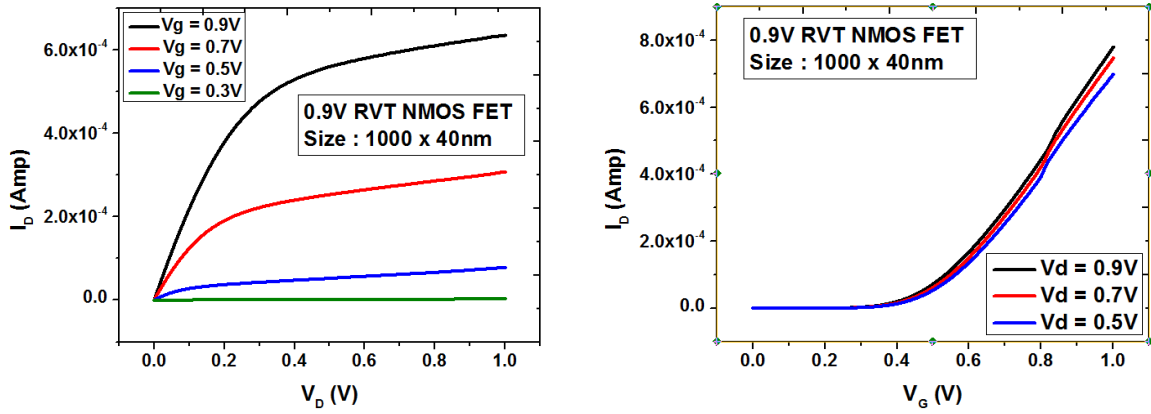 Vg = 0.9V
Vg = 0.7V
Vg = 0.5V
Vg = 0.3V
0.9V RVT NMOS FET
Size : 1000 x 40nm
6.0x10⁻⁴
4.0x10⁻⁴
2.0x10⁻⁴
0.0
I_D (Amp)
0.0 0.2 0.4 0.6 0.8 1.0
V_D (V)
0.9V RVT NMOS FET
Size : 1000 x 40nm
8.0x10⁻⁴
6.0x10⁻⁴
4.0x10⁻⁴
2.0x10⁻⁴
0.0
I_D (Amp)
Vd = 0.9V
Vd = 0.7V
Vd = 0.5V
0.0 0.2 0.4 0.6 0.8 1.0
V_G (V)